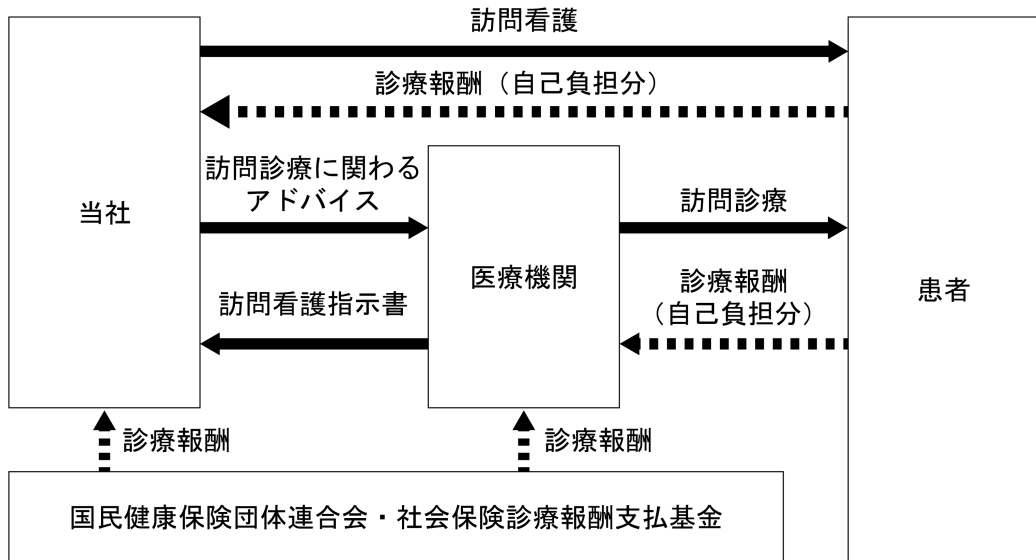 訪問看護
診療報酬（自己負担分）
訪問診療に関わる
アドバイス
当社
訪問診療
医療機関
診療報酬
（自己負担分）
患者
訪問看護指示書
診療報酬
診療報酬
国民健康保険団体連合会・社会保険診療報酬支払基金